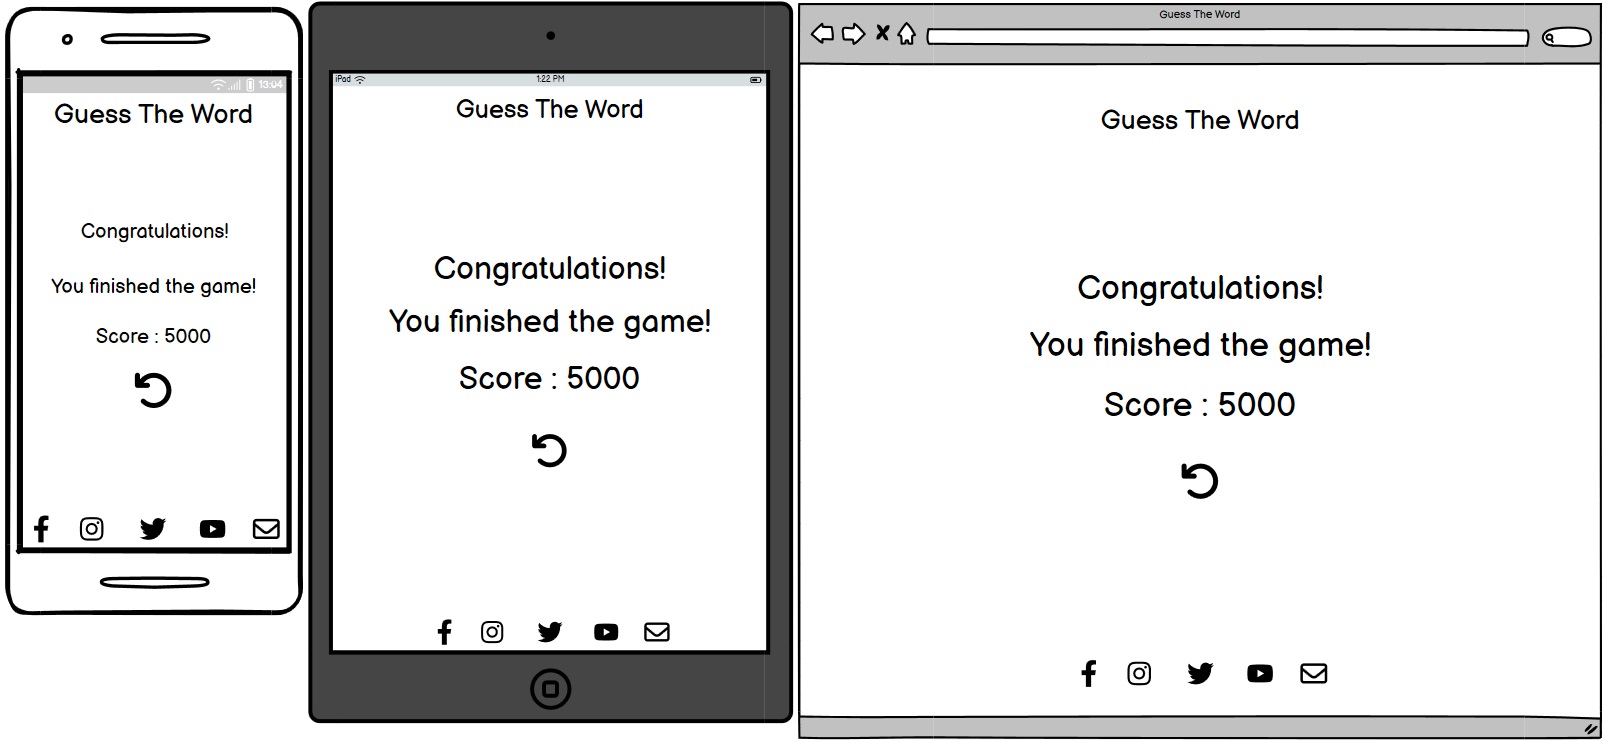 13:04
Guess The Word
Congratulations!
You finished the game!
Score : 5000
iPad
1:22 PM
Guess The Word
Congratulations!
You finished the game!
Score : 5000
Guess The Word
Guess The Word
Congratulations!
You finished the game!
Score : 5000